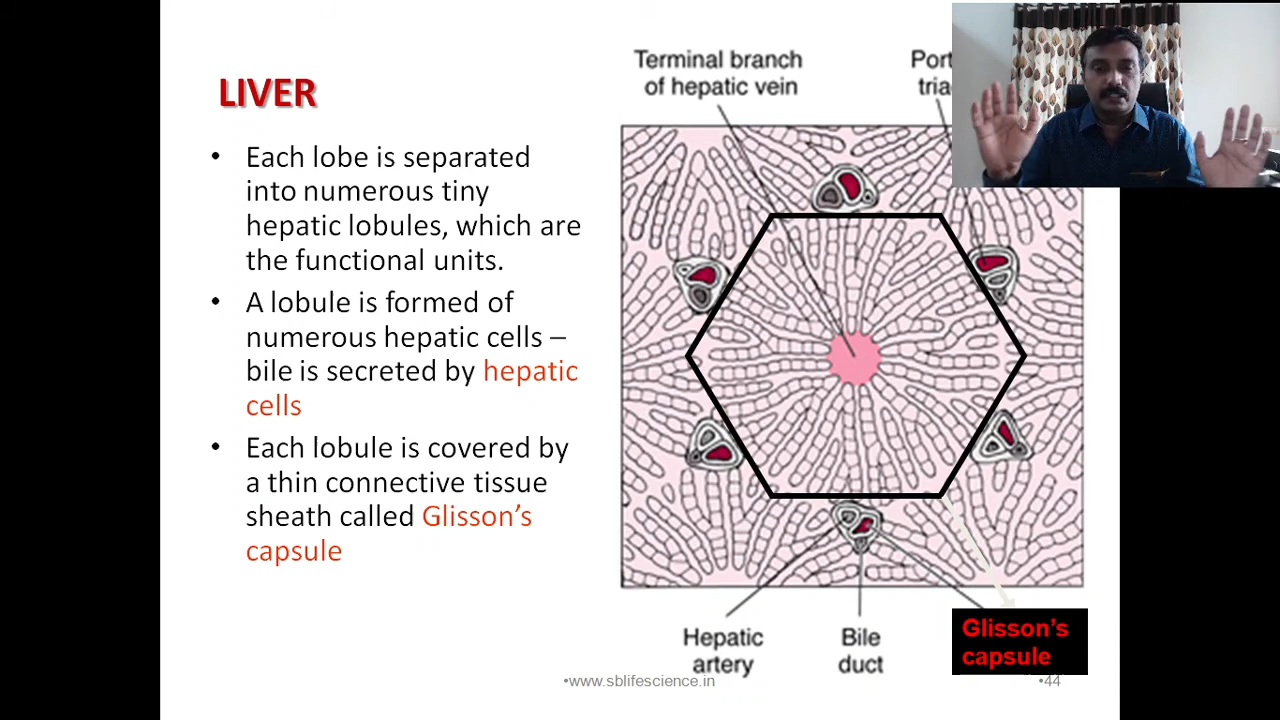 LIVER
• Each lobe is separated
into numerous tiny
hepatic lobules, which are
the functional units.
• A lobule is formed of
numerous hepatic cells –
bile is secreted by hepatic
cells
• Each lobule is covered by
a thin connective tissue
sheath called Glisson’s
capsule
Terminal branch
of hepatic vein
Hepatic
artery
Bile
duct
Glisson’s
capsule
•www.sblifescience.in
•44